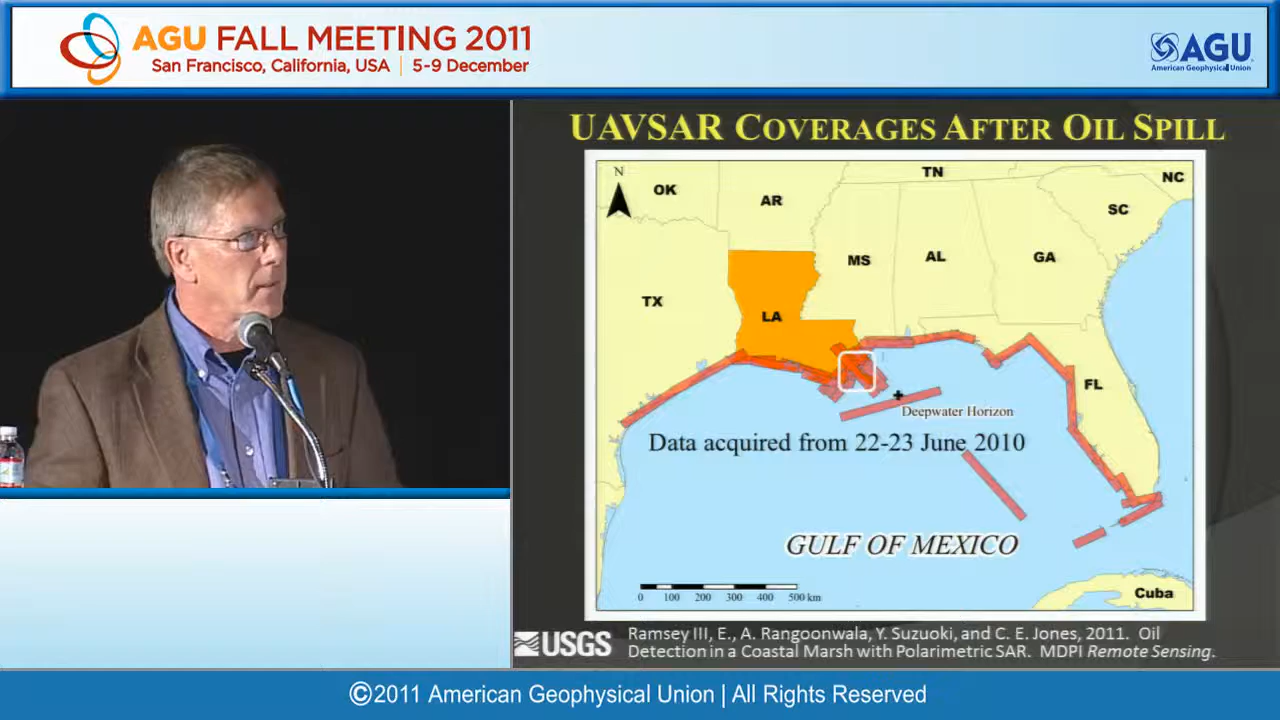 AGU FALL MEETING 2011
San Francisco, California, USA | 5-9 December
AGU
American Geophysical Union
UAVSAR COVERAGES AFTER OIL SPILL
N
OK
AR
TN
NC
SC
MS
AL
GA
TX
LA
FL
Deepwater Horizon
Data acquired from 22-23 June 2010
GULF OF MEXICO
0 100 200 300 400 500 km
Cuba
USGS
Ramsey III, E., A. Rangoonwala, Y. Suzuoki, and C. E. Jones, 2011. Oil
Detection in a Coastal Marsh with Polarimetric SAR. MDPI Remote Sensing.
©2011 American Geophysical Union | All Rights Reserved